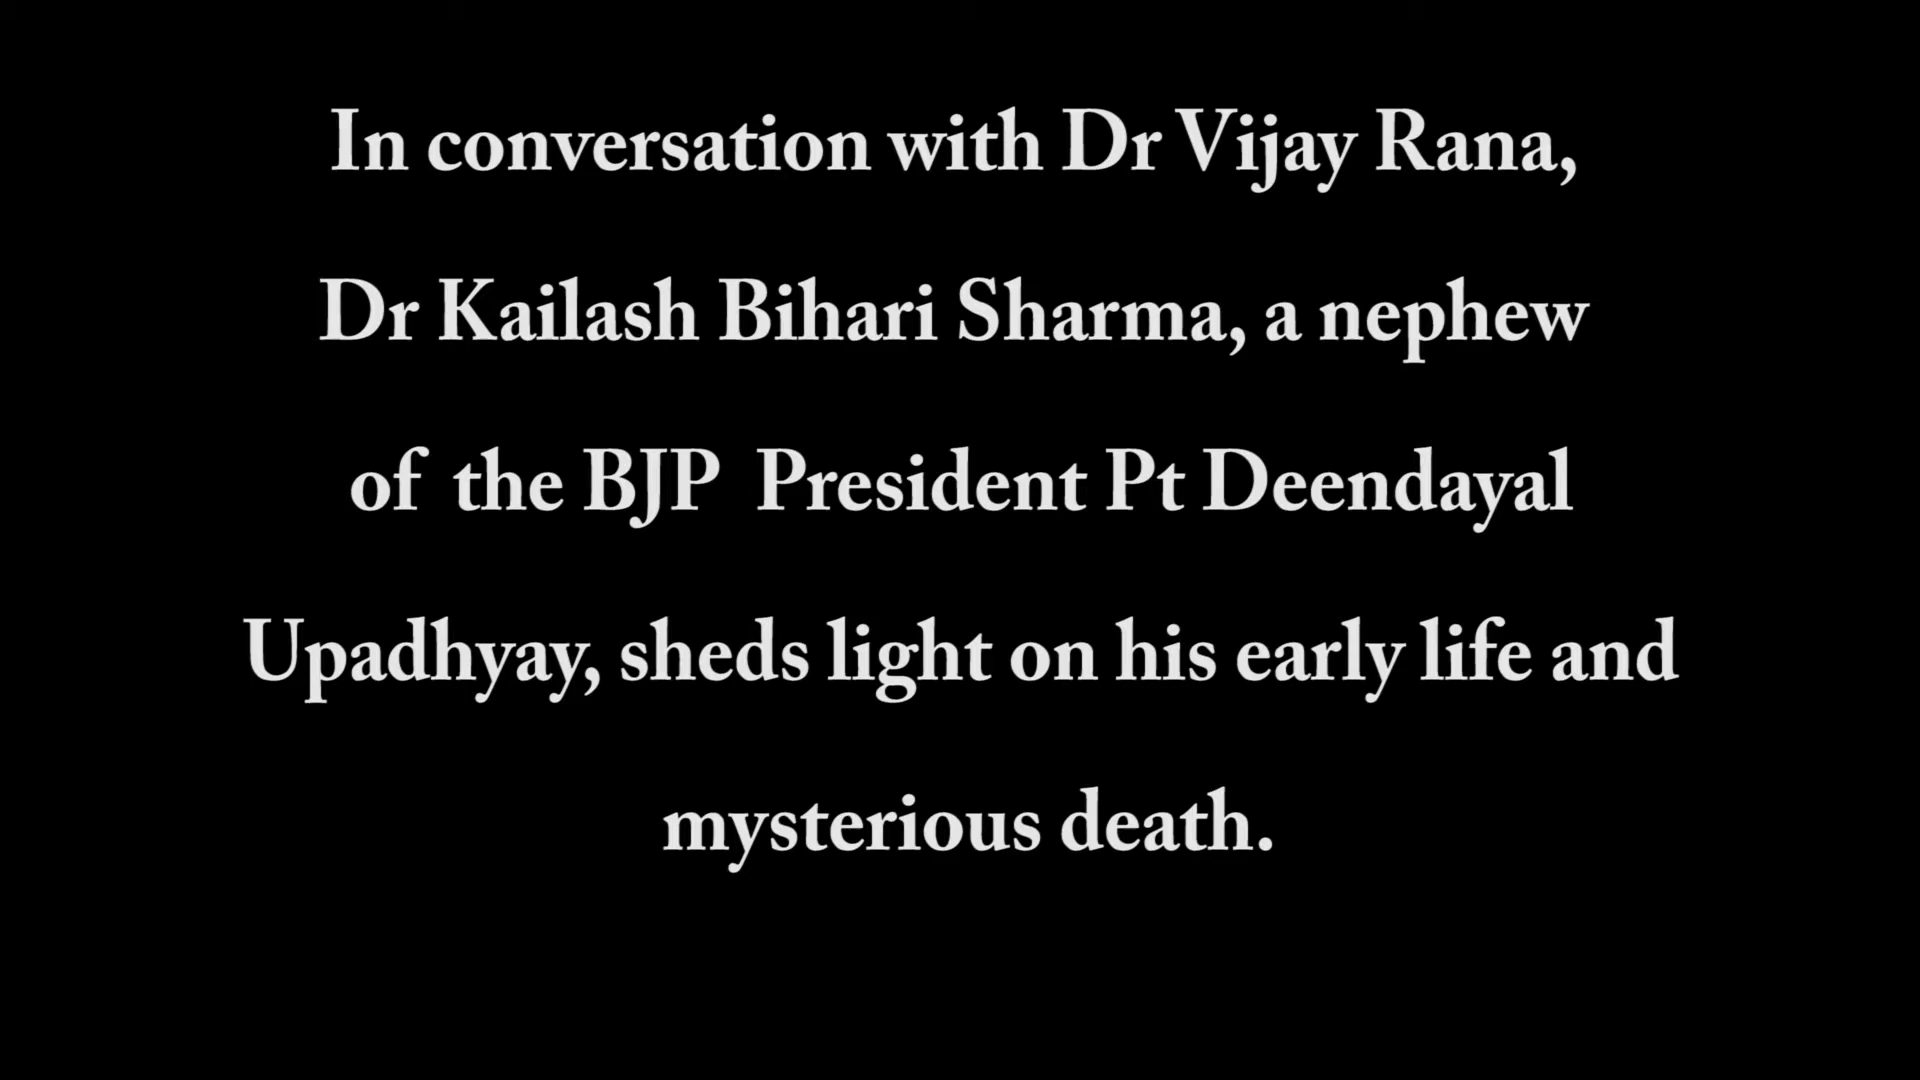 In conversation with Dr Vijay Rana,
Dr Kailash Bihari Sharma, a nephew
of the BJP President Pt Deendayal
Upadhyay, sheds light on his early life and
mysterious death.